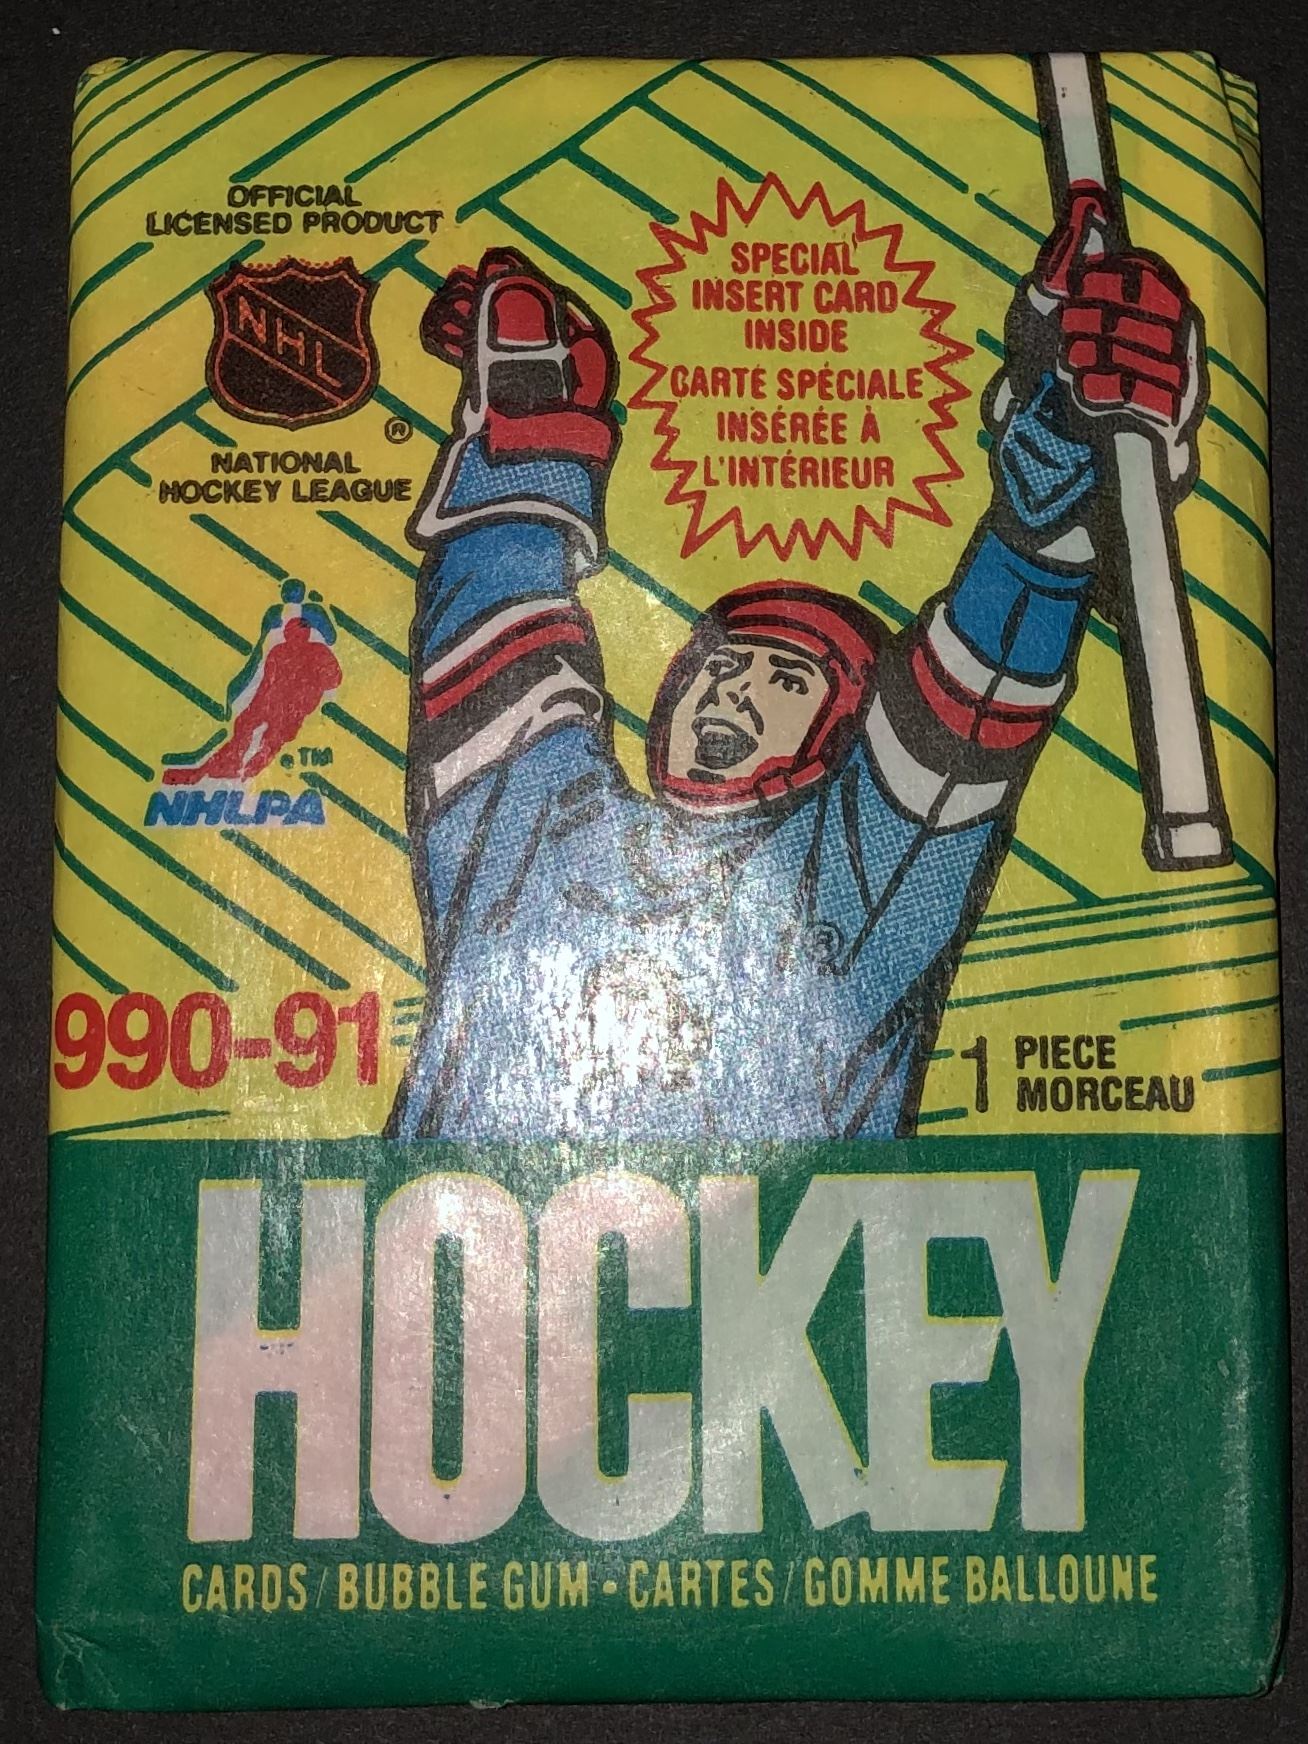 OFFICIAL
LICENSED PRODUCT
NHL
®
NATIONAL
HOCKEY LEAGUE
SPECIAL
INSERT CARD
INSIDE
CARTE SPÉCIALE
INSÉRÉE À
L'INTÉRIEUR
TM
NHLPA
®
990-91
1 PIECE
MORCEAU
HOCKEY
CARDS/BUBBLE GUM • CARTES/GOMME BALLOUNE